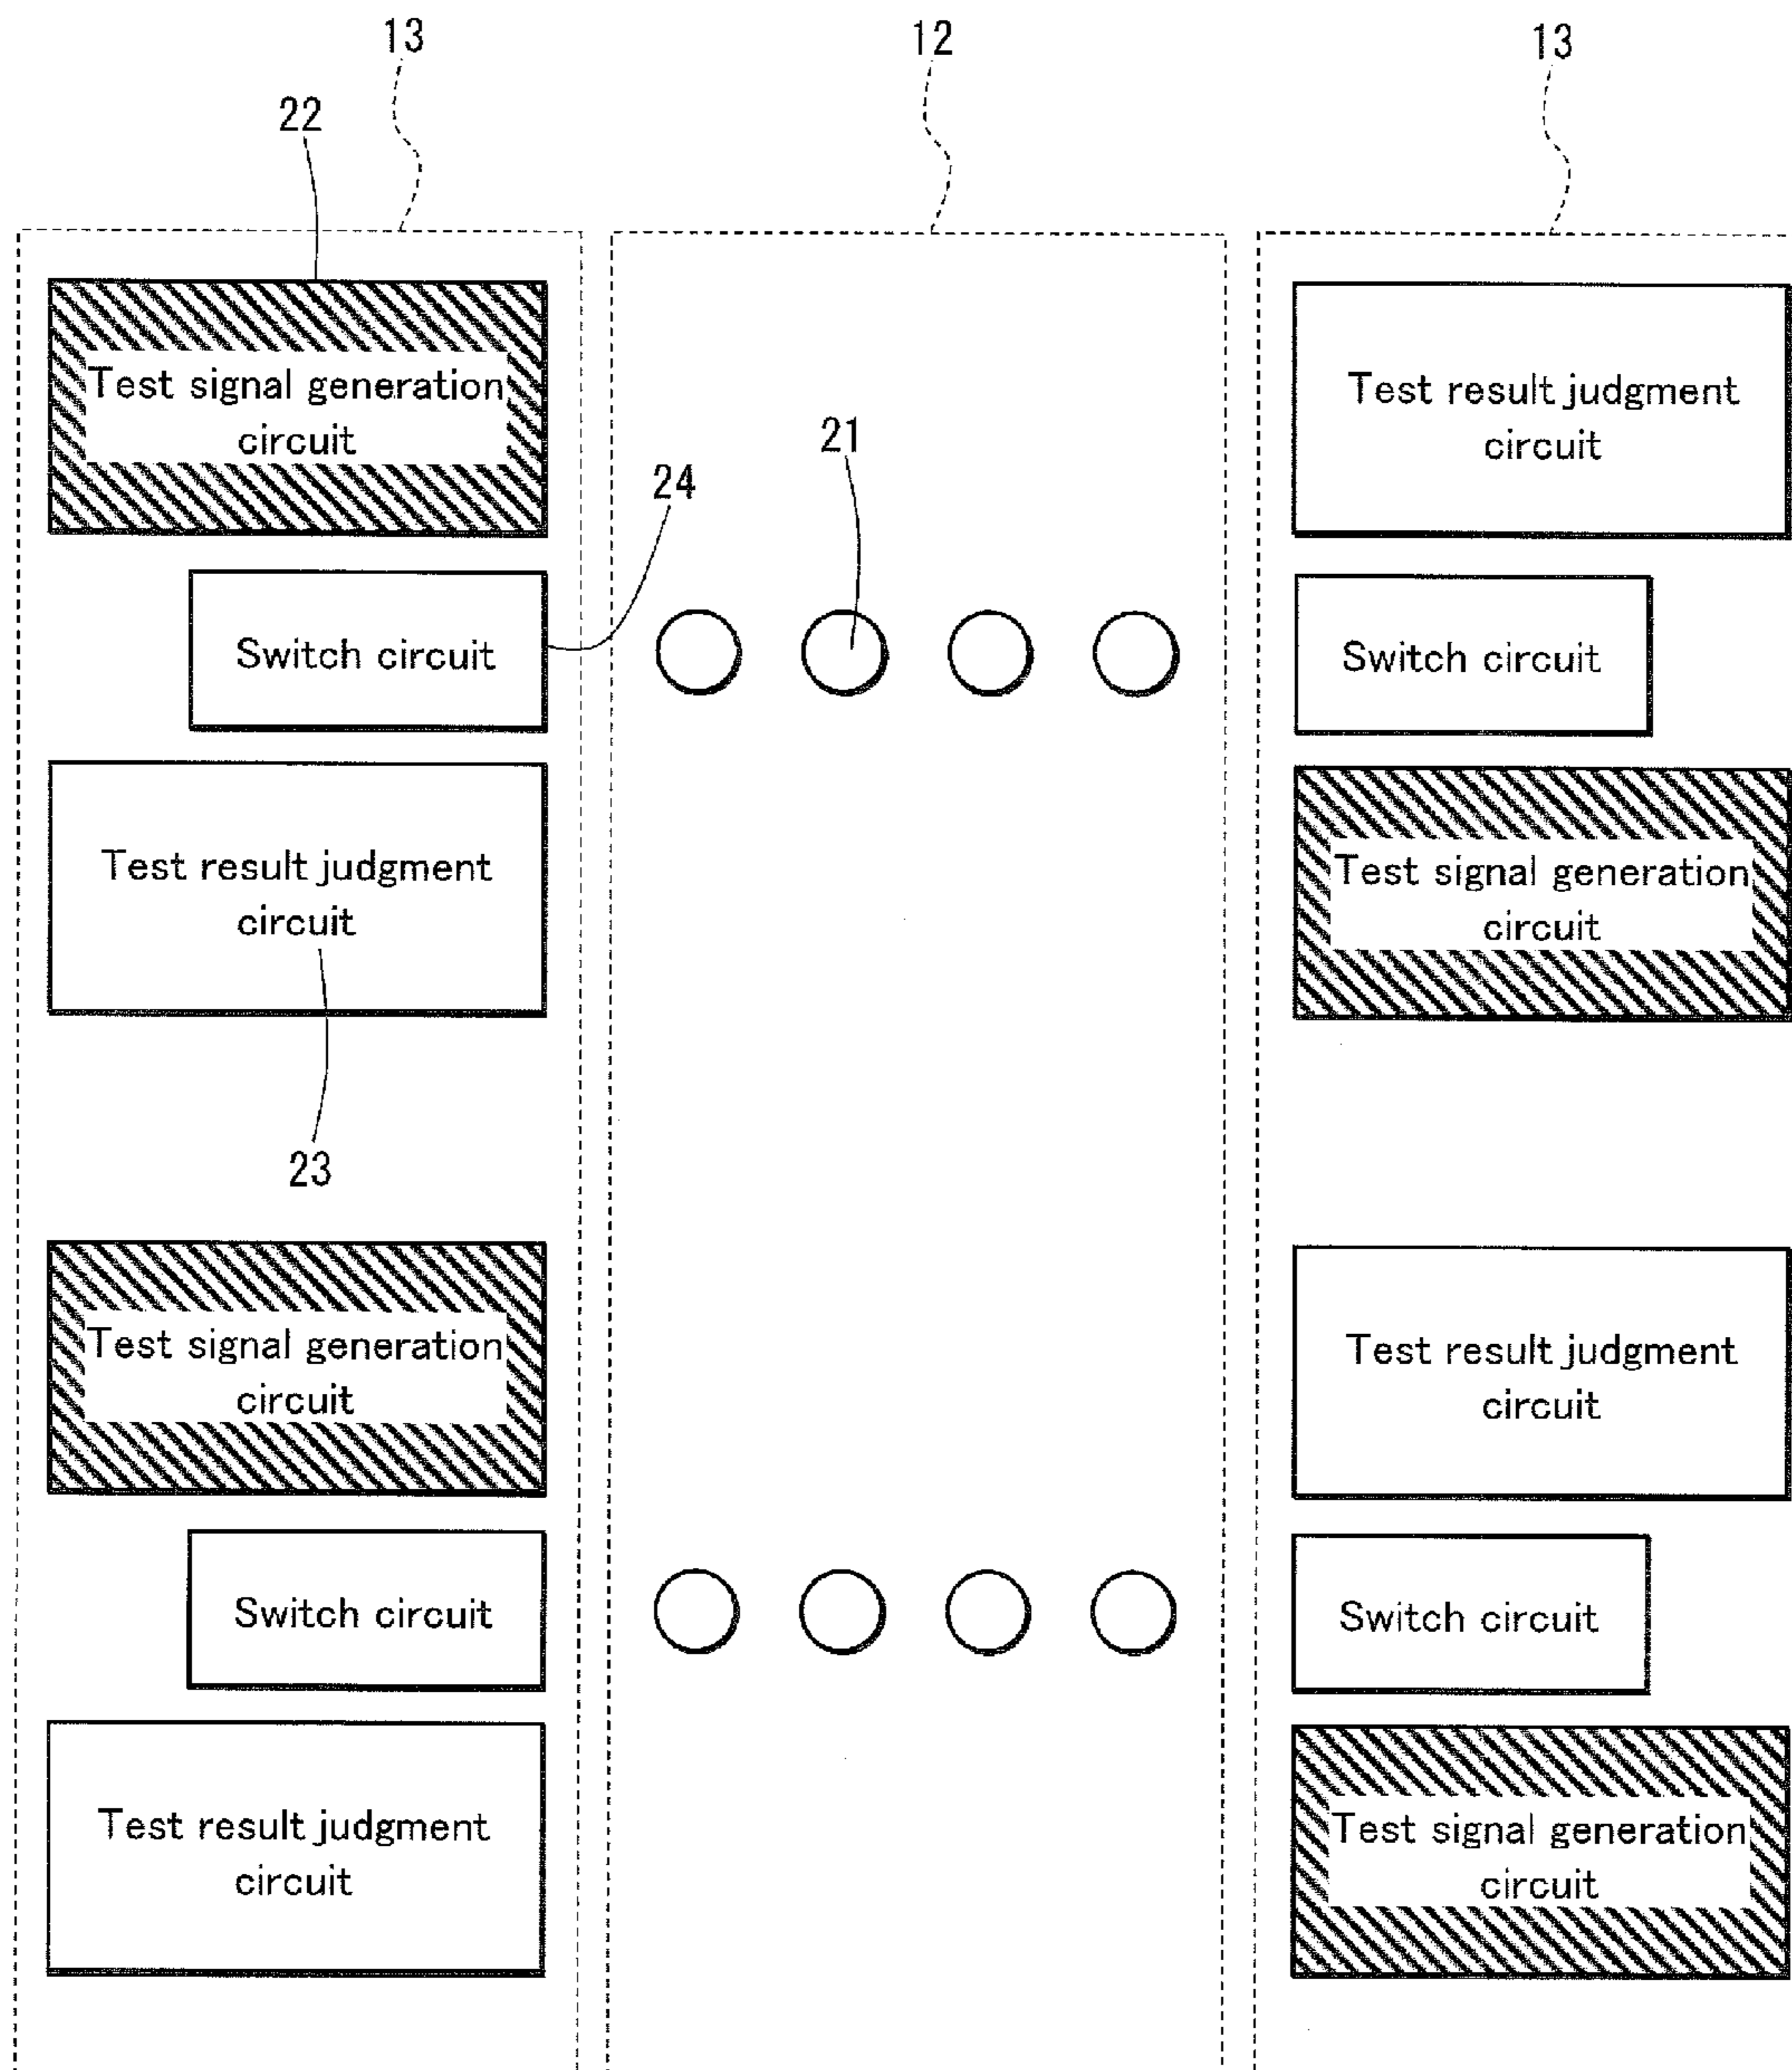 13
12
13
22
Test signal generation
circuit
Test result judgment
circuit
21
24
Switch circuit
Switch circuit
Test result judgment
circuit
Test signal generation
circuit
23
Test signal generation
circuit
Test result judgment
circuit
Switch circuit
Switch circuit
Test result judgment
circuit
Test signal generation
circuit